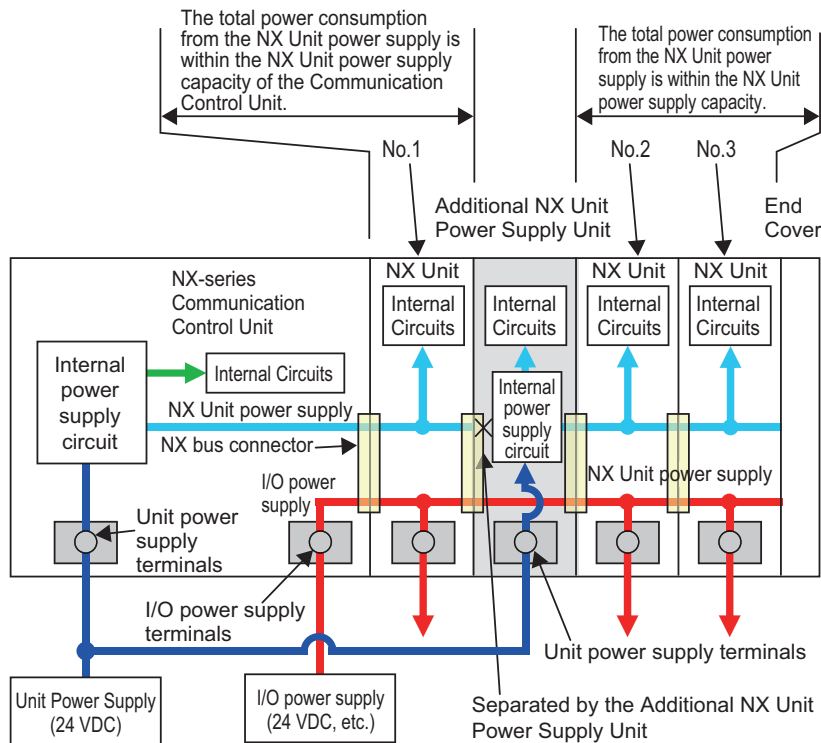 The total power consumption
from the NX Unit power supply is
within the NX Unit power supply
capacity of the Communication
Control Unit.
The total power consumption
from the NX Unit power
supply is within the NX Unit
power supply capacity.
No.1
No.2
No.3
Additional NX Unit
Power Supply Unit
End
Cover
NX-series
Communication
Control Unit
NX Unit
NX Unit
NX Unit
Internal
Circuits
Internal
Circuits
Internal
Circuits
Internal
Circuits
Internal
power
supply
circuit
Internal Circuits
Internal
power
supply
circuit
NX Unit power supply
NX bus connector
I/O power
supply
NX Unit power supply
Unit power
supply
terminals
I/O power supply
terminals
Unit power supply terminals
Unit Power Supply
(24 VDC)
I/O power supply
(24 VDC, etc.)
Separated by the Additional NX Unit
Power Supply Unit